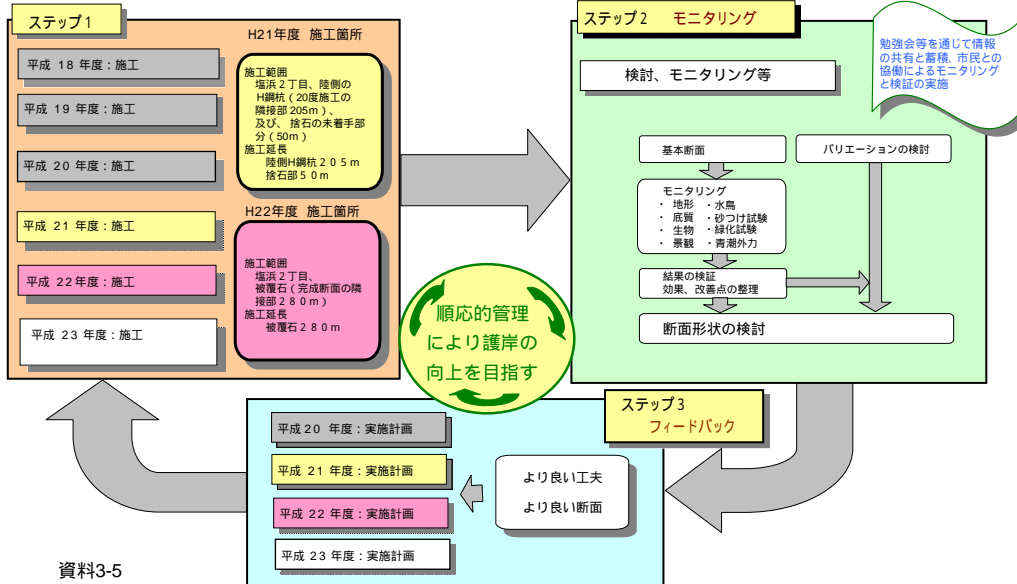 ステップ1
平成 18 年度：施工
平成 19 年度：施工
平成 20 年度：施工
平成 21 年度：施工
平成 22年度：施工
平成 23 年度：施工
H21年度 施工箇所
施工範囲
塩浜２丁目、陸側の
H鋼杭（20度施工の
隣接部 205m）、
及び、捨石の未着手部
分（50m）
施工延長
陸側H鋼杭２０５ｍ
捨石部５０ｍ
H22年度 施工箇所
施工範囲
塩浜２丁目、
被覆石（完成断面の隣
接部２８０ｍ）
施工延長
被覆石２８０ｍ
ステップ2 モニタリング
勉強会等を通じて情報
の共有と蓄積、市民との
協働によるモニタリング
と検証の実施
検討、モニタリング等
基本断面
バリエーションの検討
モニタリング
・ 地形 ・水鳥
・ 底質 ・砂つけ試験
・ 生物 ・緑化試験
・ 景観 ・青潮外力
結果の検証
効果、改善点の整理
断面形状の検討
順応的管理
により護岸の
向上を目指す
ステップ3
フィードバック
平成20 年度：実施計画
平成 21 年度：実施計画
平成 22 年度：実施計画
平成 23 年度：実施計画
より良い工夫
より良い断面
資料3-5